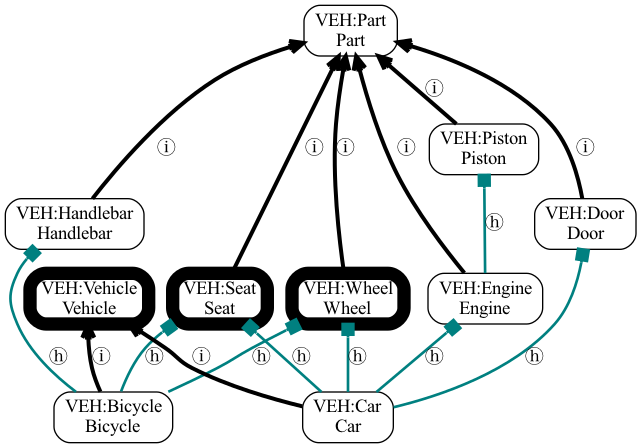 VEH:Part
Part
ⓘ
VEH:Piston
Piston
ⓘ
ⓘ
ⓘ
ⓘ
ⓘ
VEH:Handlebar
Handlebar
ⓗ
VEH:Door
Door
VEH:Vehicle
Vehicle
VEH:Seat
Seat
VEH:Wheel
Wheel
VEH:Engine
Engine
ⓗ
ⓘ
ⓗ
ⓘ
ⓗ
ⓗ
ⓗ
ⓗ
ⓗ
VEH:Bicycle
Bicycle
VEH:Car
Car